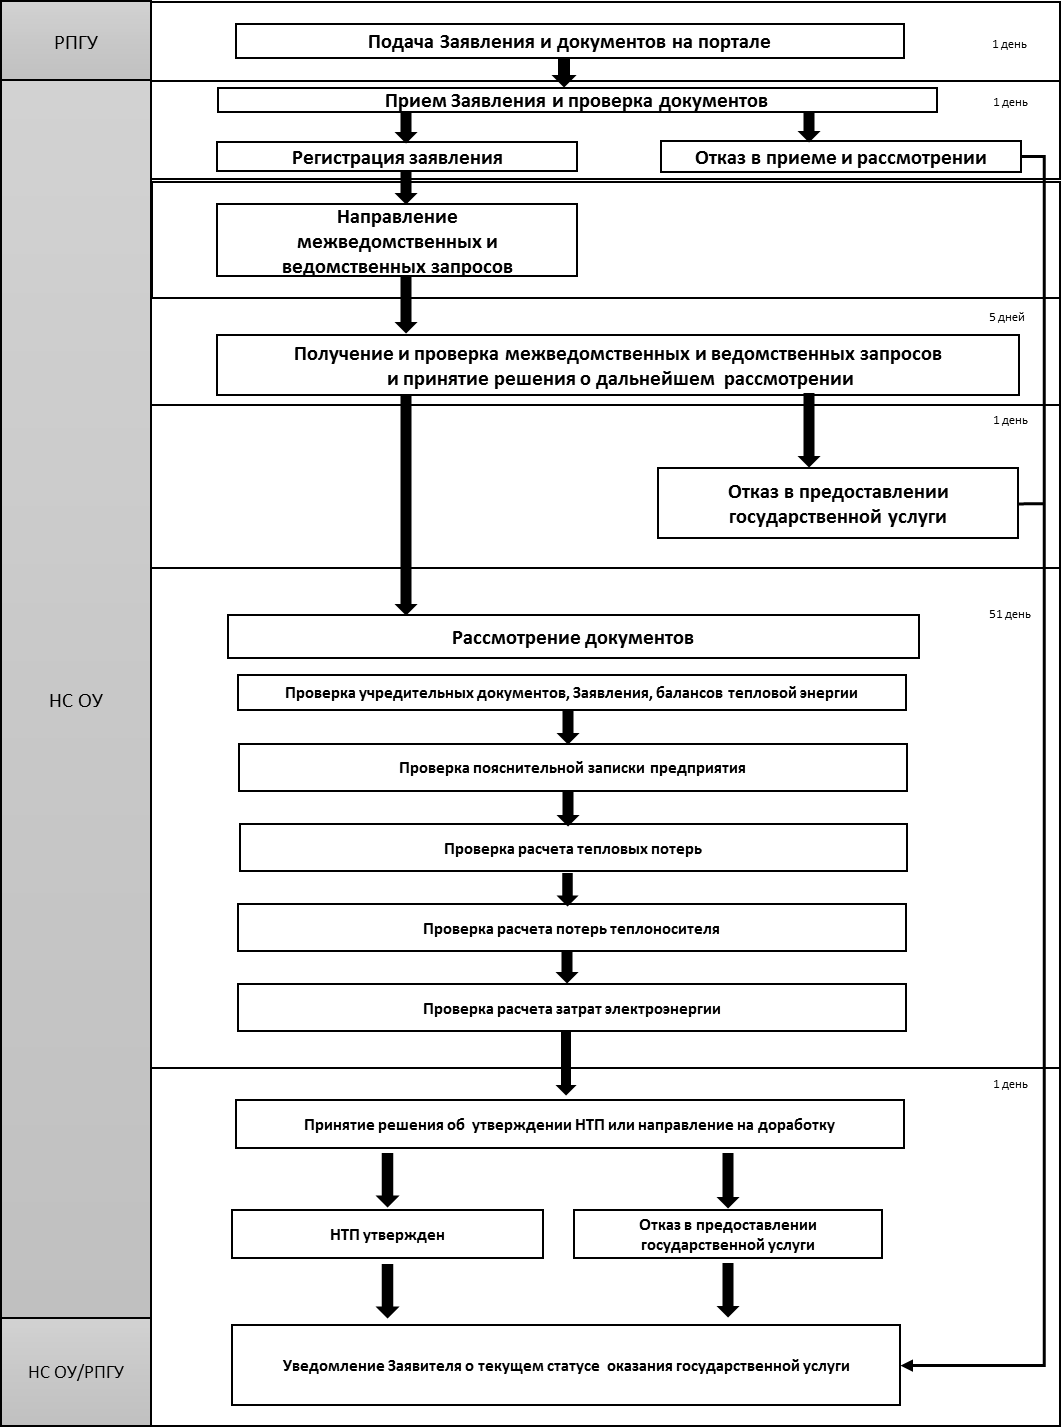 РПГУ
Подача Заявления и документов на портале
1 день
Прием Заявления и проверка документов
1 день
Регистрация заявления
Отказ в приеме и рассмотрении
Направление
межведомственных и
ведомственных запросов
5 дней
Получение и проверка межведомственных и ведомственных запросов
и принятие решения о дальнейшем рассмотрении
1 день
Отказ в предоставлении
государственной услуги
51 день
Рассмотрение документов
НС ОУ
Проверка учредительных документов, Заявления, балансов тепловой энергии
Проверка пояснительной записки предприятия
Проверка расчета тепловых потерь
Проверка расчета потерь теплоносителя
Проверка расчета затрат электроэнергии
1 день
Принятие решения об утверждении НТП или направление на доработку
НТП утвержден
Отказ в предоставлении
государственной услуги
НС ОУ/РПГУ
Уведомление Заявителя о текущем статусе оказания государственной услуги